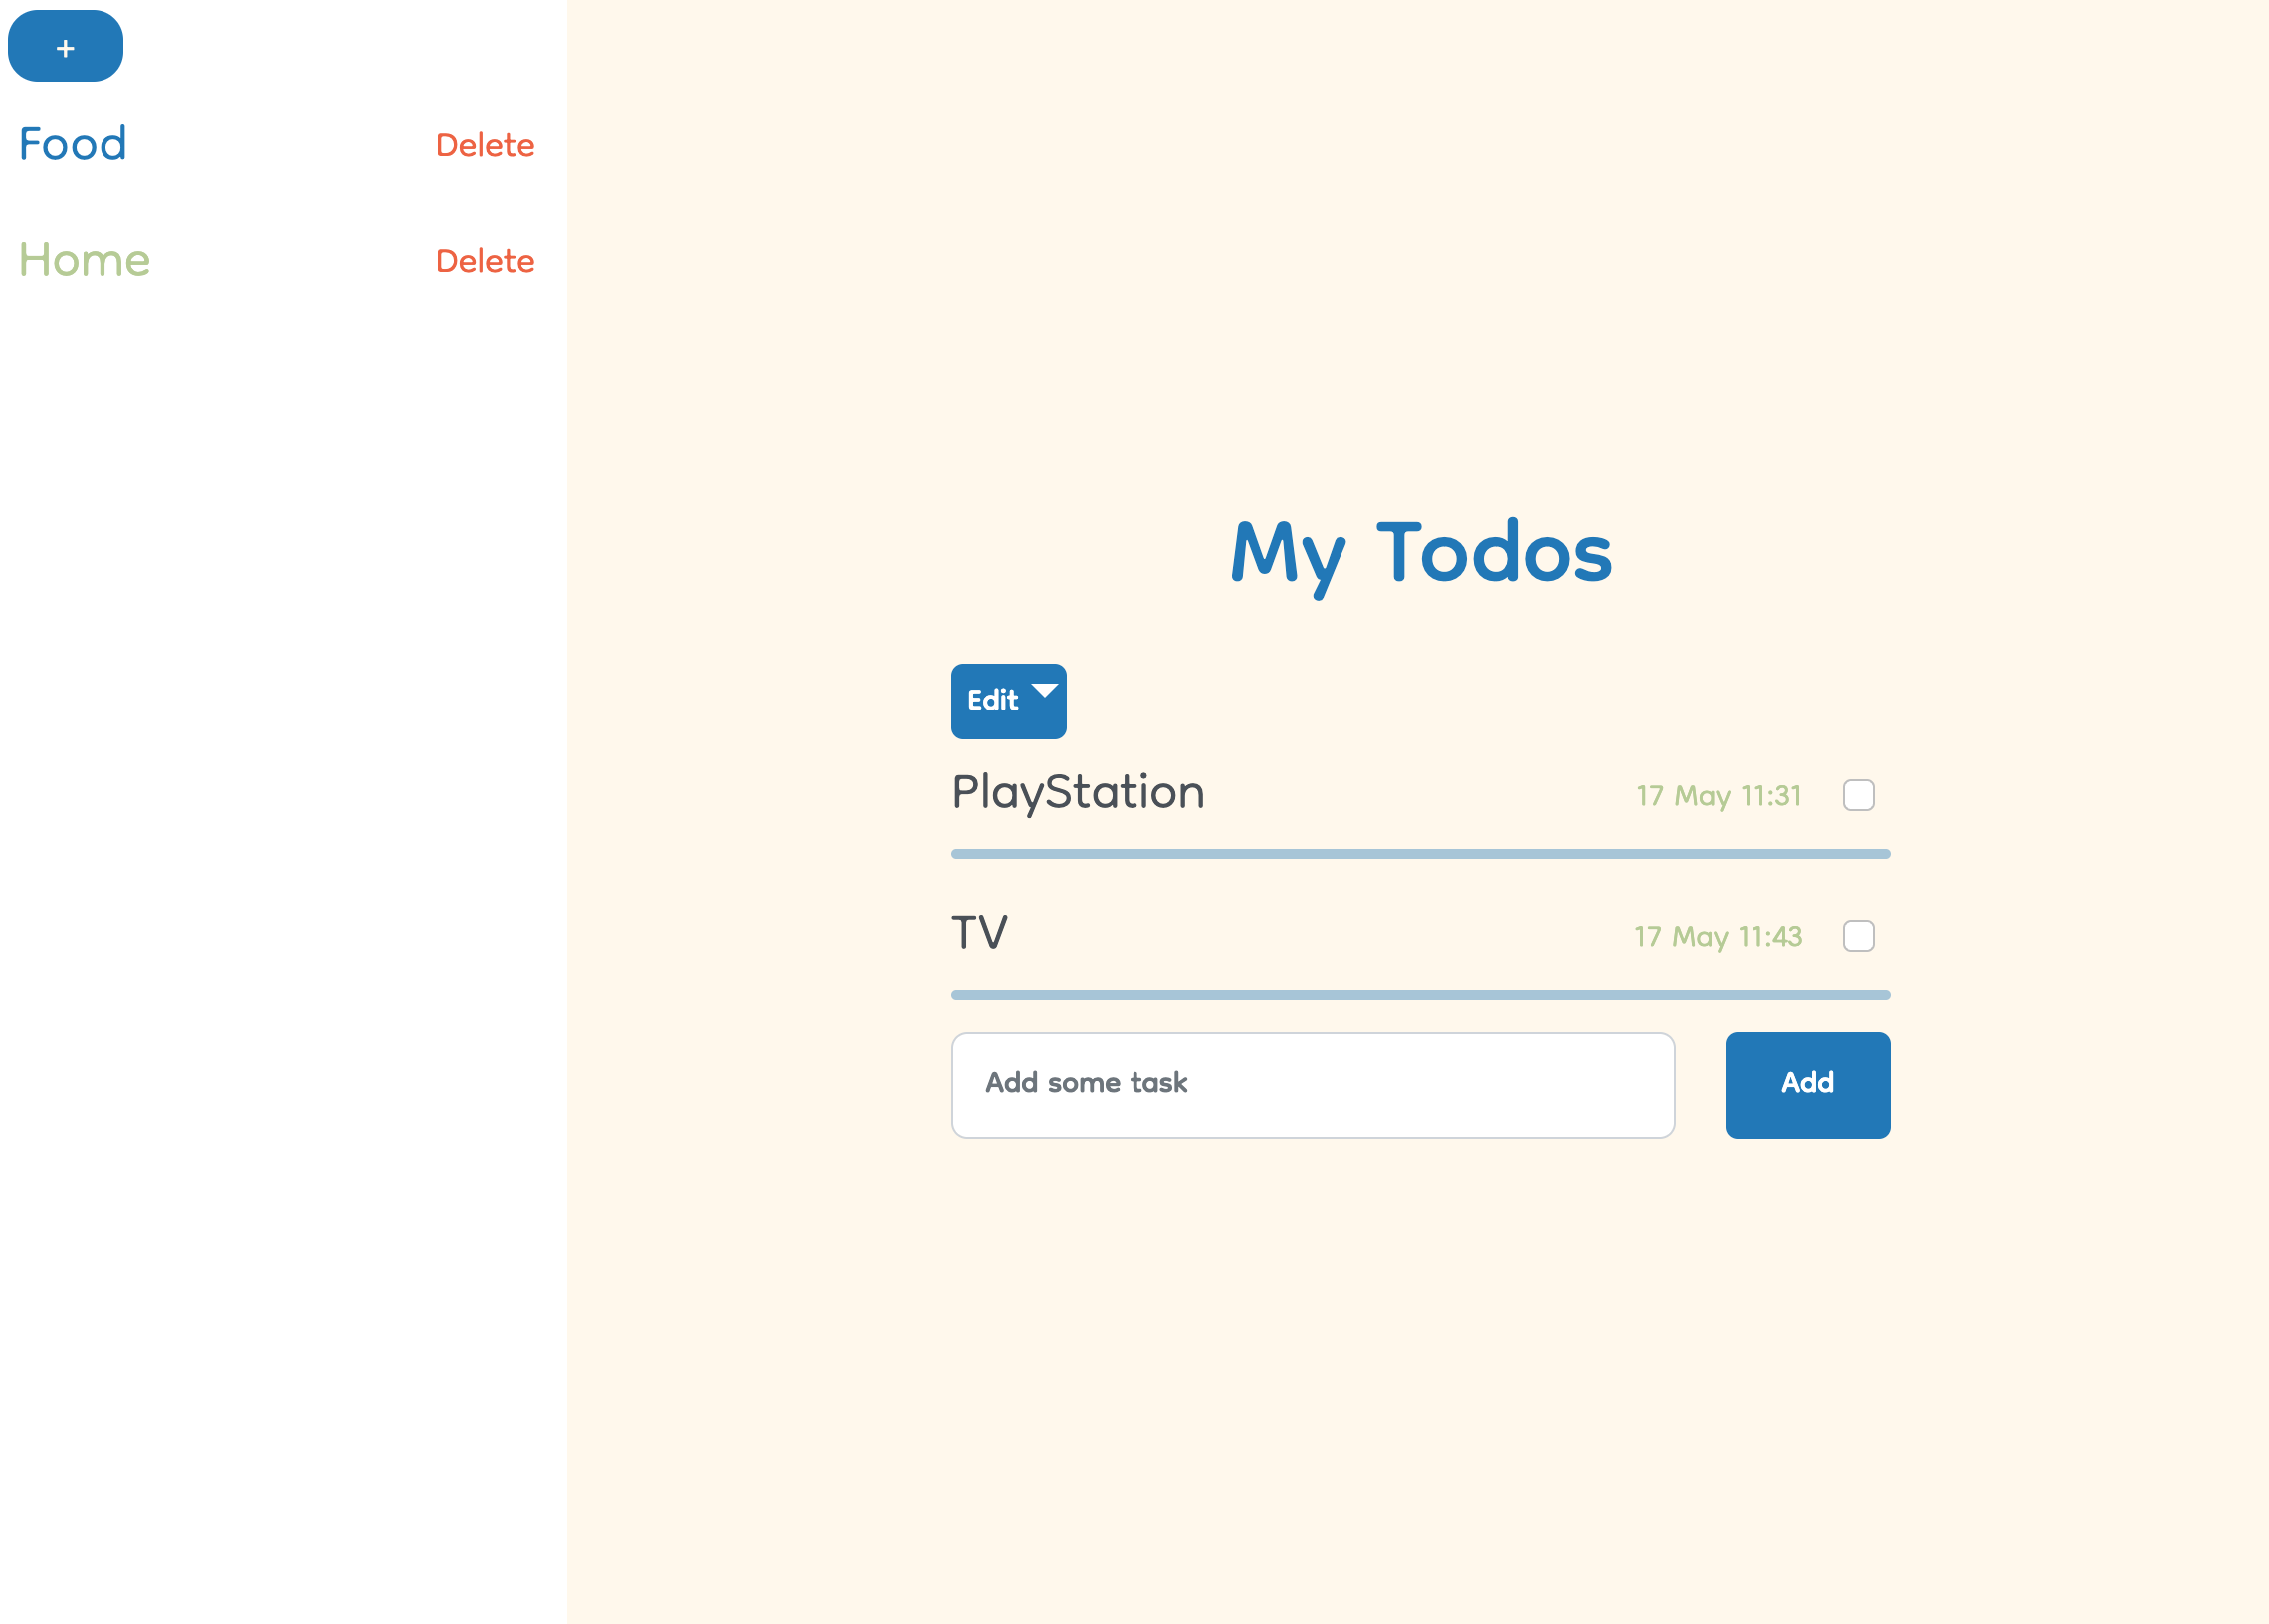 +
Food Delete
Home Delete
My Todos
Edit
PlayStation 17 May 11:31
TV 17 May 11:43
Add some task Add